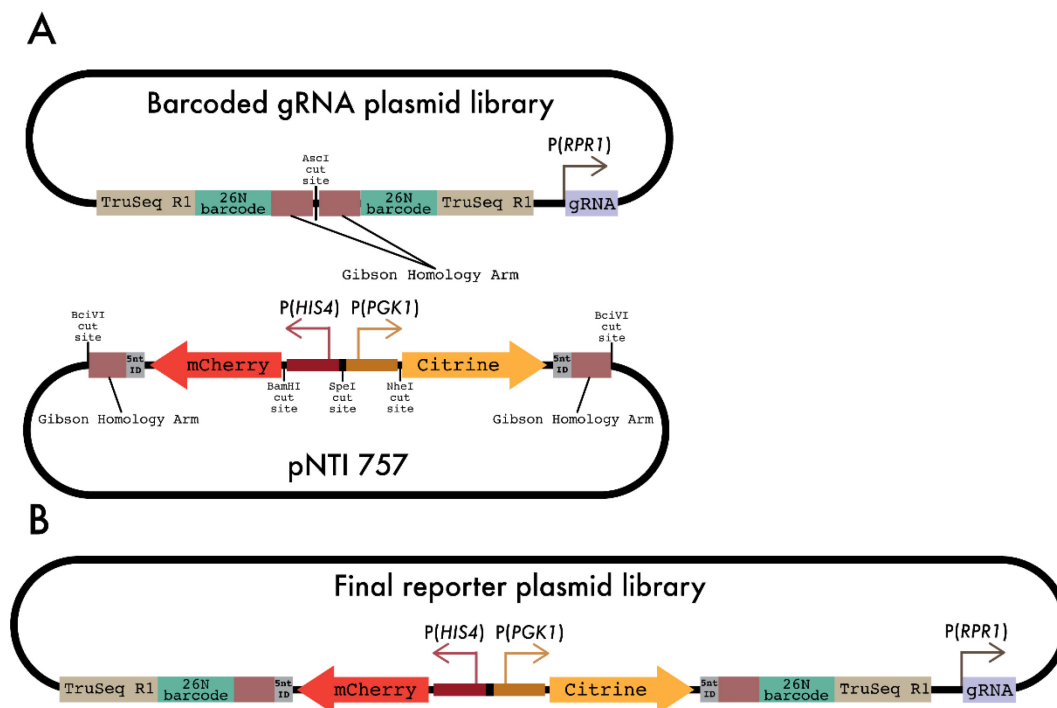 A
Barcoded gRNA plasmid library
P(RPR1)
AscI
cut
site
TruSeq R1
26N
barcode
26N
barcode
TruSeq R1
gRNA
Gibson Homology Arm
P(HIS4)
P(PGK1)
BciVI
cut
site
BciVI
cut
site
5nt
ID
mCherry
Citrine
5nt
ID
BamHI
cut
site
SpeI
cut
site
NheI
cut
site
Gibson Homology Arm
Gibson Homology Arm
pNTI 757
B
Final reporter plasmid library
P(HIS4)
P(PGK1)
P(RPR1)
TruSeq R1
26N
barcode
5nt
ID
mCherry
Citrine
5nt
ID
26N
barcode
TruSeq R1
gRNA